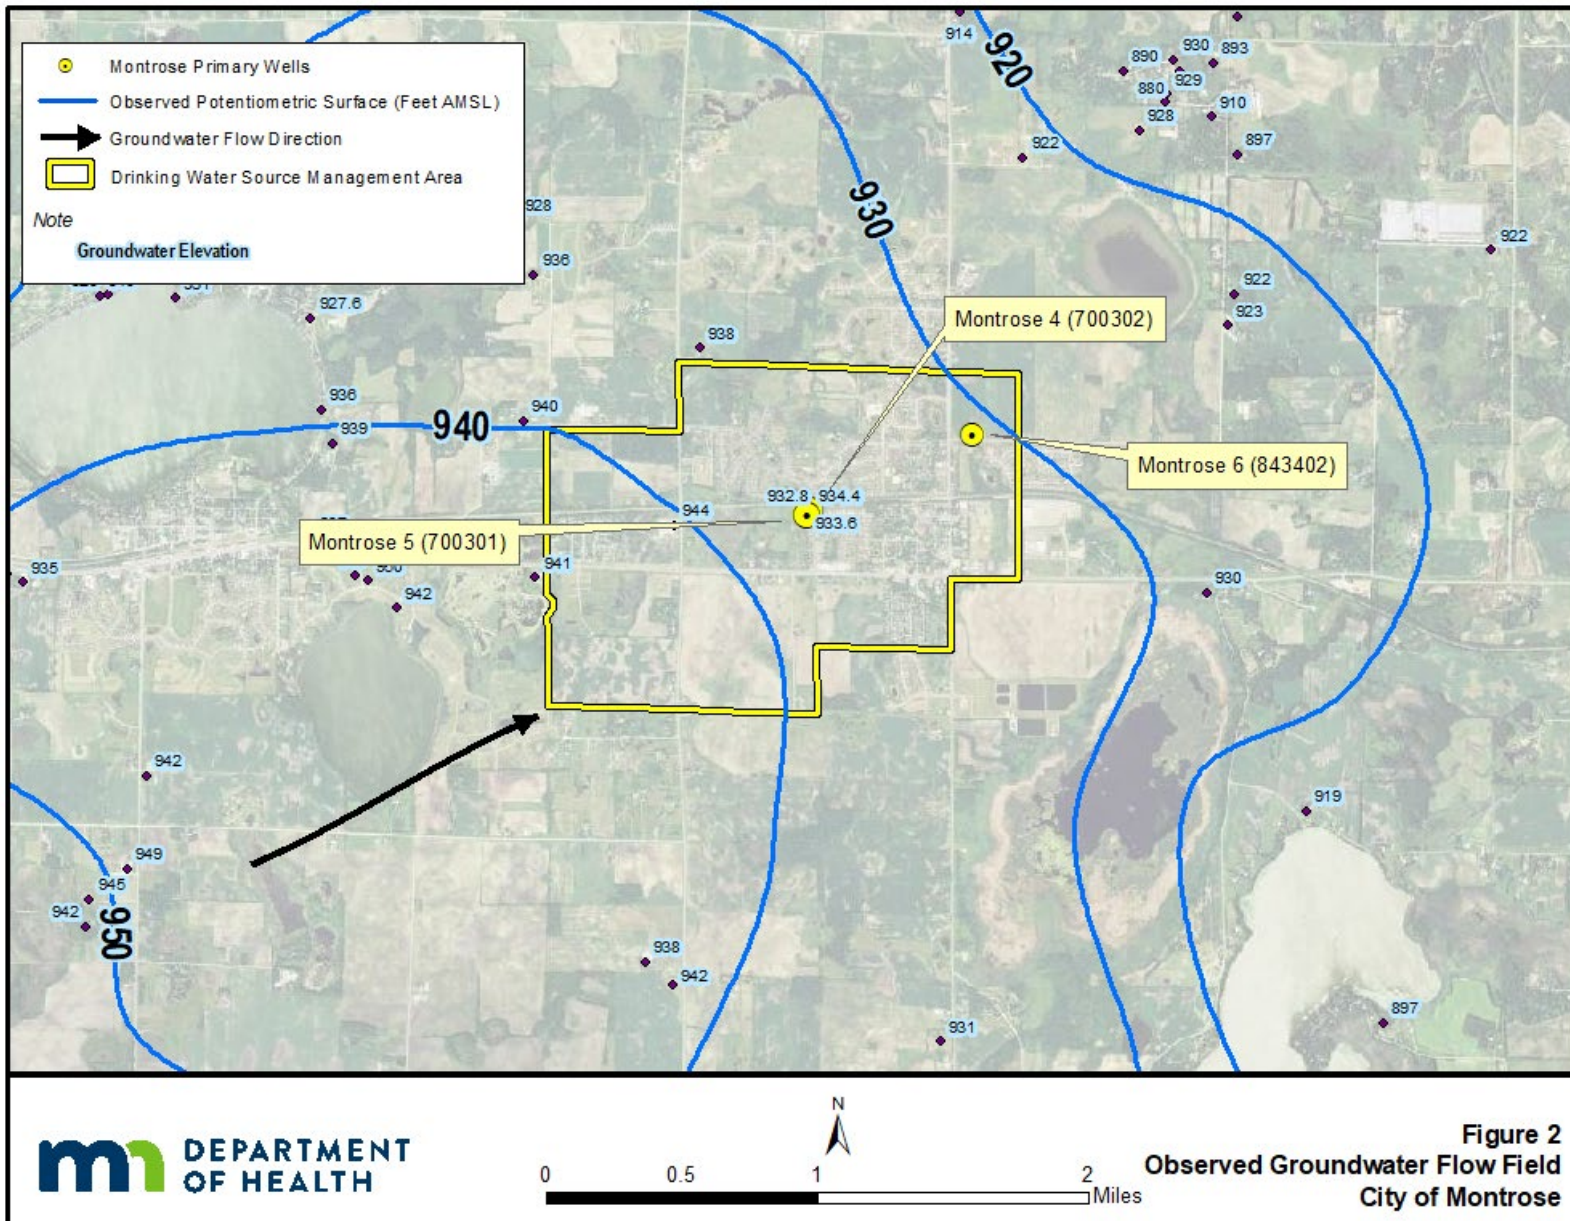 Montrose Primary Wells
Observed Potentiometric Surface (Feet AMSL)
Groundwater Flow Direction
Drinking Water Source Management Area
Note
Groundwater Elevation
914
920
890
930
893
929
880
910
928
922
897
930
928
936
922
927.6
922
923
938
Montrose 4 (700302)
936
940
940
939
Montrose 6 (843402)
932.8
934.4
944
933.6
Montrose 5 (700301)
935
941
942
930
942
919
949
945
942
950
938
942
931
897
DEPARTMENT
OF HEALTH
N
0 0.5 1 2
Miles
Figure 2
Observed Groundwater Flow Field
City of Montrose